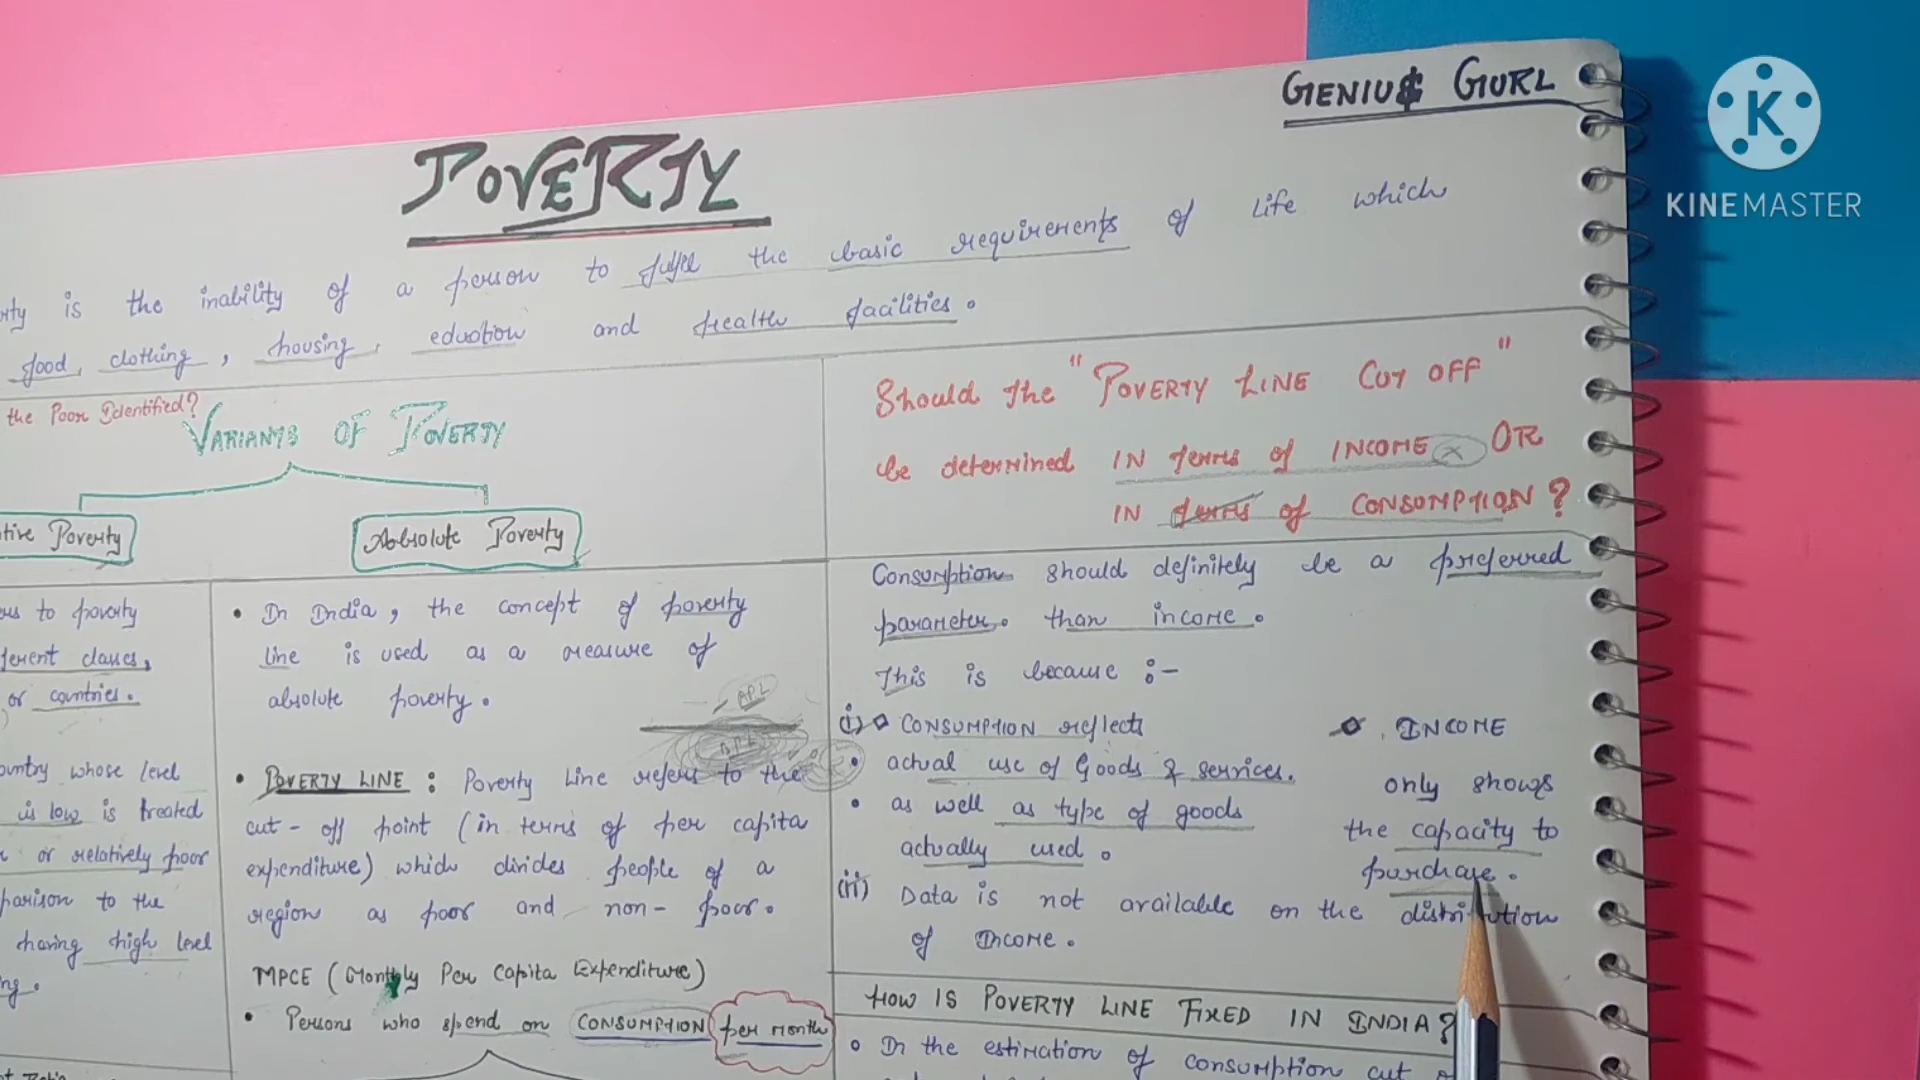 GENIU$ GURL
K
KINEMASTER
POVERTY
is the inability of a person to fulfil the basic requirements of life which
food, clothing, housing, eduation and health facilities.
the Poor Identified?
VARIANTS OF POVERTY
Poverty
Absolute Poverty
to poverty
classes,
or countries.
whose level
is low is treated
or relatively poor
to the
having high level
• In India, the concept of poverty
line is used as a measure of
absolute poverty.
APL
BPL
• POVERTY LINE : Poverty Line refers to the
cut-off point (in terms of per capita
expenditure) which divides people of a
region as poor and non-poor.
MPCE (Monthly Per Capita Expenditure)
• Persons who spend on CONSUMPTION per month
Should the "POVERTY LINE CUT OFF"
be determined IN terms of INCOME x OR
IN terms of CONSUMPTION?
Consumption should definitely be a preferred
parameter. than income.
This is because :-
(i) CONSUMPTION reflects
• actual use of Goods & services.
• as well as type of goods
actually used.
INCOME
only shows
the capacity to
purchase.
(ii) Data is not available on the distribution
of Income.
HOW IS POVERTY LINE FIXED IN INDIA?
• In the estimation of consumption cut